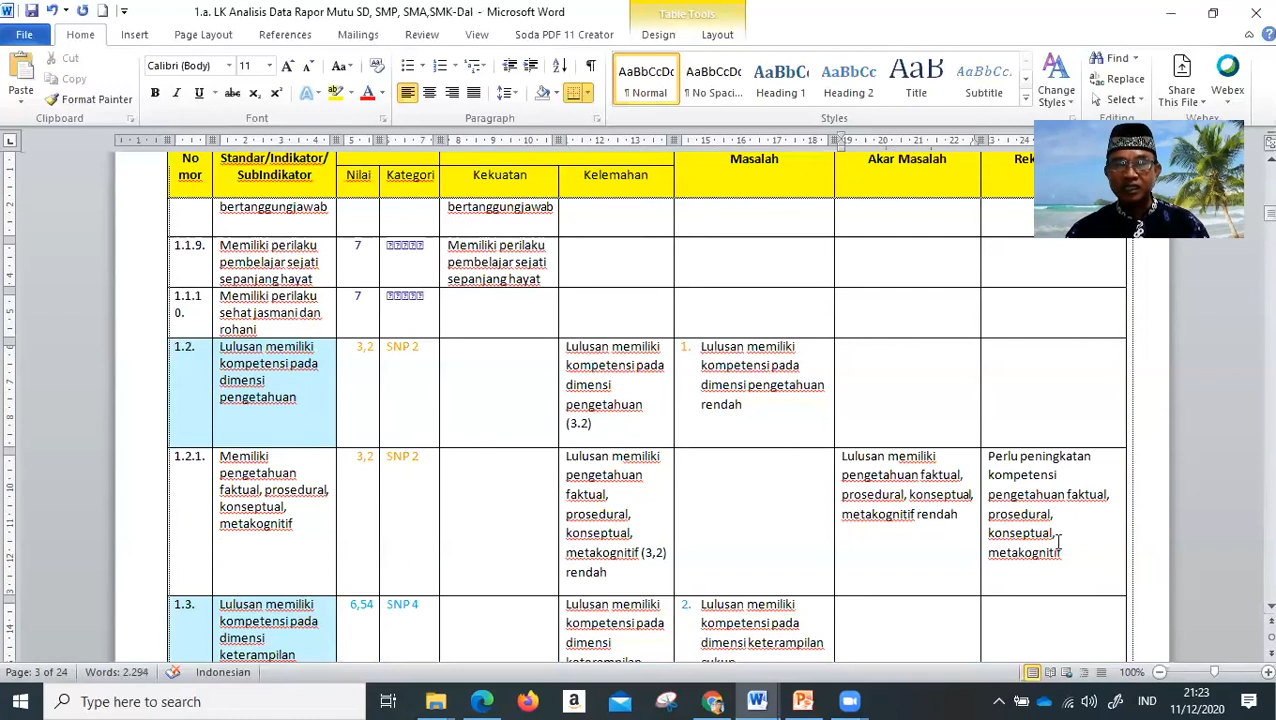 1.a. LK Analisis Data Rapor Mutu SD, SMP, SMA,SMK-Dal - Microsoft Word
Table Tools
File
Home
Insert
Page Layout
References
Mailings
Review
View
Soda PDF 11 Creator
Design
Layout
Cut
Copy
Format Painter
Paste
Clipboard
Calibri (Body)
11
Font
Paragraph
AaBbCcDc
¶ Normal
AaBbCcDc
¶ No Spaci...
AaBbCc
Heading 1
AaBbCc
Heading 2
AaB
Title
AaBbCcL
Subtitle
Change
Styles
Styles
Find
Replace
Select
Editing
Send
This File
Webex
Webex
Webex
No
mor
Standar/Indikator/
SubIndikator
Nilai
Kategori
Kekuatan
Kelemahan
Masalah
Akar Masalah
bertanggungjawab
bertanggungjawab
1.1.9.
Memiliki perilaku
pembelajar sejati
sepanjang hayat
7
Memiliki perilaku
pembelajar sejati
sepanjang hayat
1.1.1
0.
Memiliki perilaku
sehat jasmani dan
rohani
7
1.2.
Lulusan memiliki
kompetensi pada
dimensi
pengetahuan
3,2
SNP 2
Lulusan memiliki
kompetensi pada
dimensi
pengetahuan
(3.2)
1. Lulusan memiliki
kompetensi pada
dimensi pengetahuan
rendah
1.2.1.
Memiliki
pengetahuan
faktual, prosedural,
konseptual,
metakognitif
3,2
SNP 2
Lulusan memiliki
pengetahuan
faktual,
prosedural,
konseptual,
metakognitif (3,2)
rendah
Lulusan memiliki
pengetahuan faktual,
prosedural, konseptual,
metakognitif rendah
Perlu peningkatan
kompetensi
pengetahuan faktual,
prosedural,
konseptual,
metakognitif
1.3.
Lulusan memiliki
kompetensi pada
dimensi
keterampilan
6,54
SNP 4
Lulusan memiliki
kompetensi pada
dimensi
keterampilan
2. Lulusan memiliki
kompetensi pada
dimensi keterampilan
cukup
Page: 3 of 24
Words: 2.294
Indonesian
100%
Type here to search
IND
21:23
11/12/2020